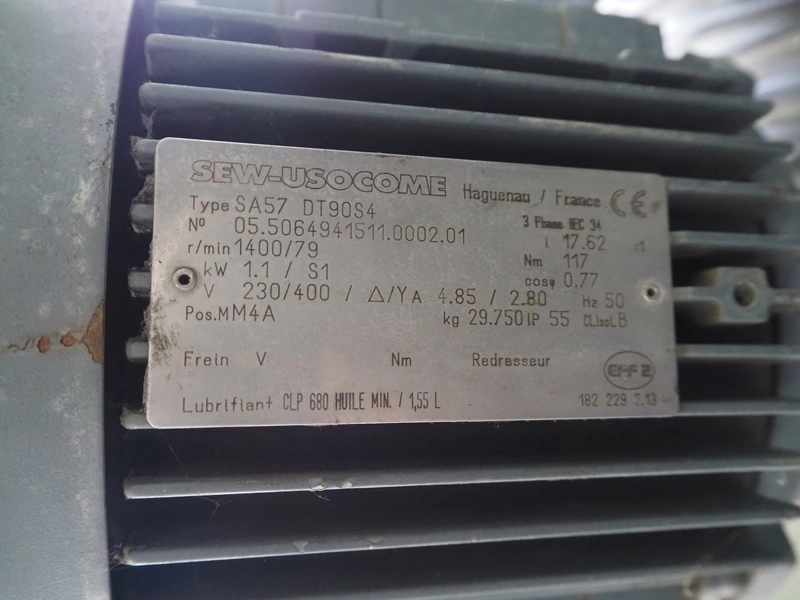 SEW-USOCOME Haguenau / France CE
Type SA57 DT90S4 3 Phase IEC 34
Nº 05.5064941511.0002.01 i 17.62 :1
r/min 1400/79 Nm 117
kW 1.1 / S1 cosφ 0.77
V 230/400 / △/Y A 4.85 / 2.80 Hz 50
Pos.M M4A kg 29.750 IP 55 Cl.Isol. B
Frein V Nm Redresseur EFF 2
Lubrifiant CLP 680 HUILE MIN. / 1,55 L 182 229 2.13